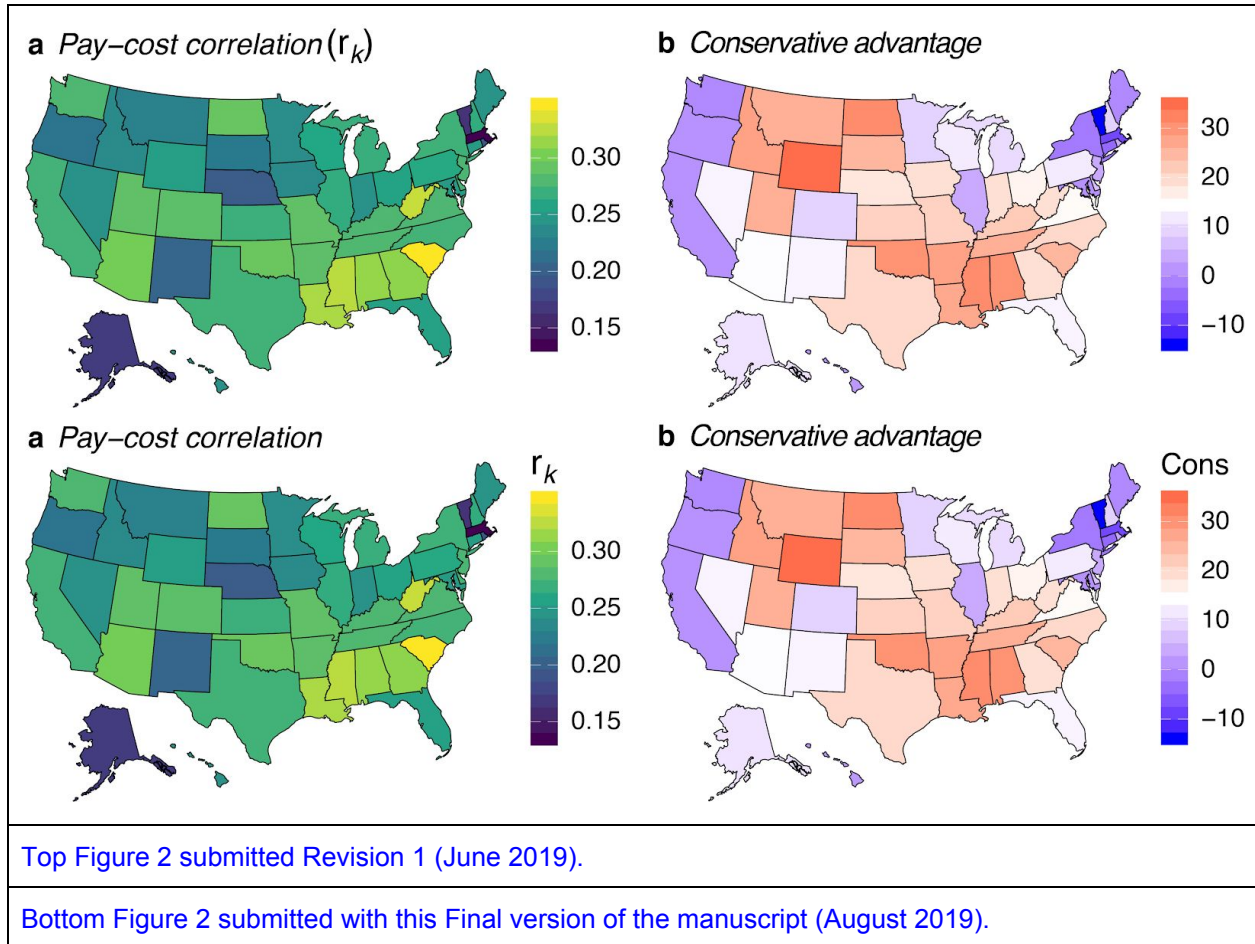 a Pay−cost correlation (rk)
0.30
0.25
0.20
0.15
b Conservative advantage
30
20
10
0
−10
a Pay−cost correlation
rk
0.30
0.25
0.20
0.15
b Conservative advantage
Cons
30
20
10
0
−10
Top Figure 2 submitted Revision 1 (June 2019).
Bottom Figure 2 submitted with this Final version of the manuscript (August 2019).